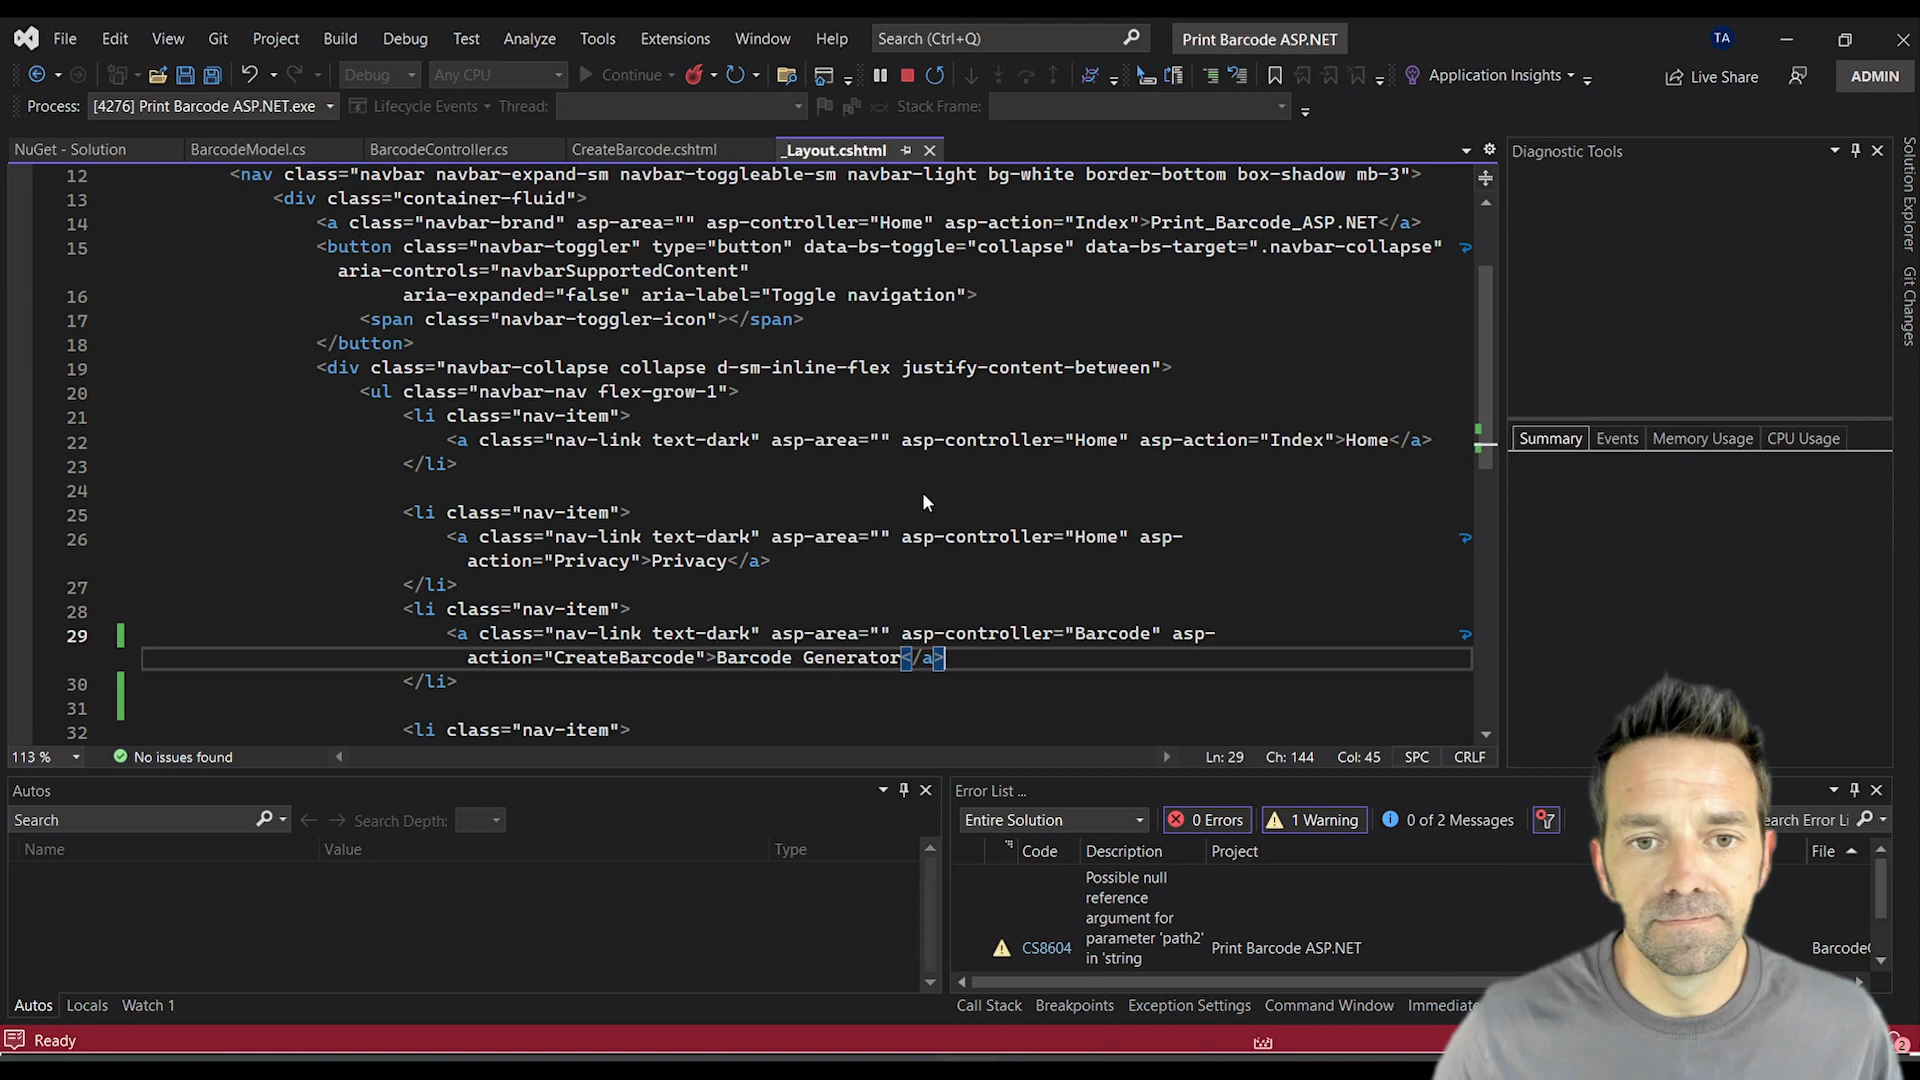 File Edit View Git Project Build Debug Test Analyze Tools Extensions Window Help Search (Ctrl+Q) Print Barcode ASP.NET TA
Debug Any CPU Continue Application Insights Live Share ADMIN
Process: [4276] Print Barcode ASP.NET.exe Lifecycle Events Thread: Stack Frame:
NuGet - Solution BarcodeModel.cs BarcodeController.cs CreateBarcode.cshtml _Layout.cshtml
12 <nav class="navbar navbar-expand-sm navbar-toggleable-sm navbar-light bg-white border-bottom box-shadow mb-3">
13 <div class="container-fluid">
14 <a class="navbar-brand" asp-area="" asp-controller="Home" asp-action="Index">Print_Barcode_ASP.NET</a>
15 <button class="navbar-toggler" type="button" data-bs-toggle="collapse" data-bs-target=".navbar-collapse"
aria-controls="navbarSupportedContent"
16 aria-expanded="false" aria-label="Toggle navigation">
17 <span class="navbar-toggler-icon"></span>
18 </button>
19 <div class="navbar-collapse collapse d-sm-inline-flex justify-content-between">
20 <ul class="navbar-nav flex-grow-1">
21 <li class="nav-item">
22 <a class="nav-link text-dark" asp-area="" asp-controller="Home" asp-action="Index">Home</a>
23 </li>
24
25 <li class="nav-item">
26 <a class="nav-link text-dark" asp-area="" asp-controller="Home" asp-
action="Privacy">Privacy</a>
27 </li>
28 <li class="nav-item">
29 <a class="nav-link text-dark" asp-area="" asp-controller="Barcode" asp-
action="CreateBarcode">Barcode Generator</a>
30 </li>
31
32 <li class="nav-item">
113 % No issues found Ln: 29 Ch: 144 Col: 45 SPC CRLF
Diagnostic Tools
Summary Events Memory Usage CPU Usage
Solution Explorer
Git Changes
Autos
Search Search Depth:
Name Value Type
Autos Locals Watch 1
Error List ...
Entire Solution 0 Errors 1 Warning 0 of 2 Messages earch Error Li
Code Description Project File
Possible null
reference
argument for
parameter 'path2'
in 'string
CS8604 Print Barcode ASP.NET Barcode
Call Stack Breakpoints Exception Settings Command Window Immediate
Ready 2